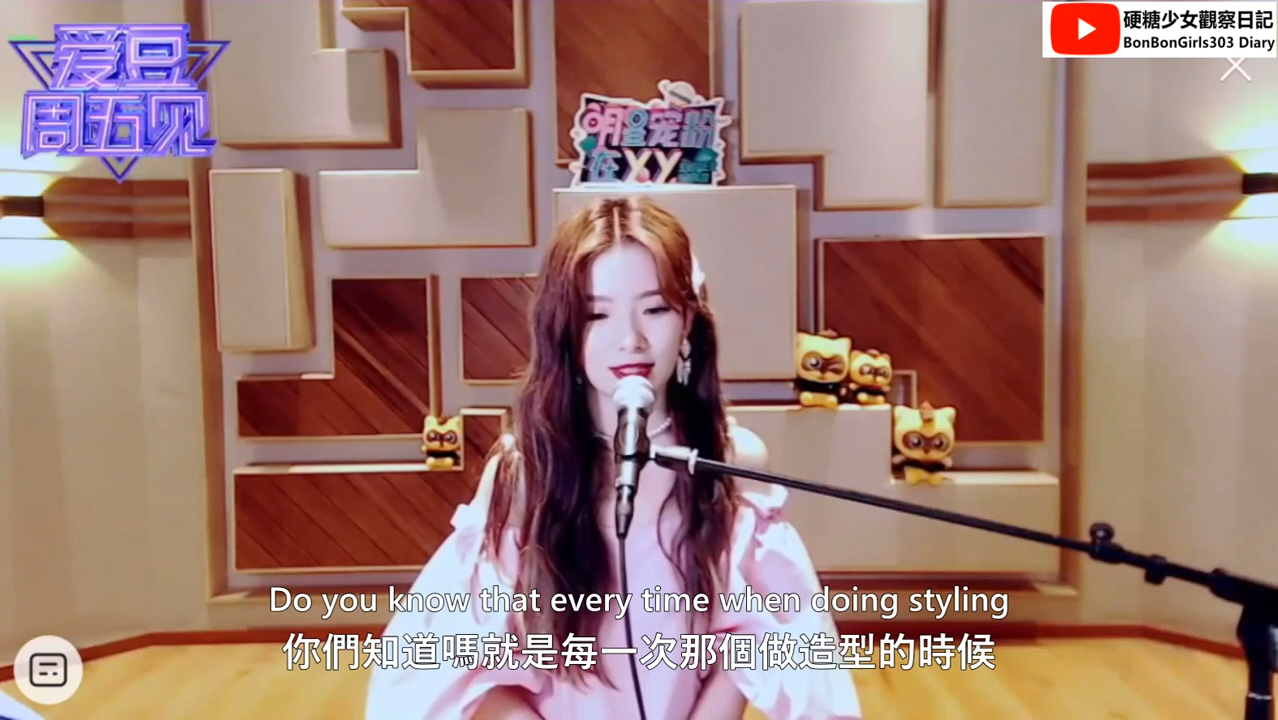 爱豆
周五见
硬糖少女觀察日記
BonBonGirls303 Diary
明星宠粉
在YY
Do you know that every time when doing styling
你們知道嗎就是每一次那個做造型的時候